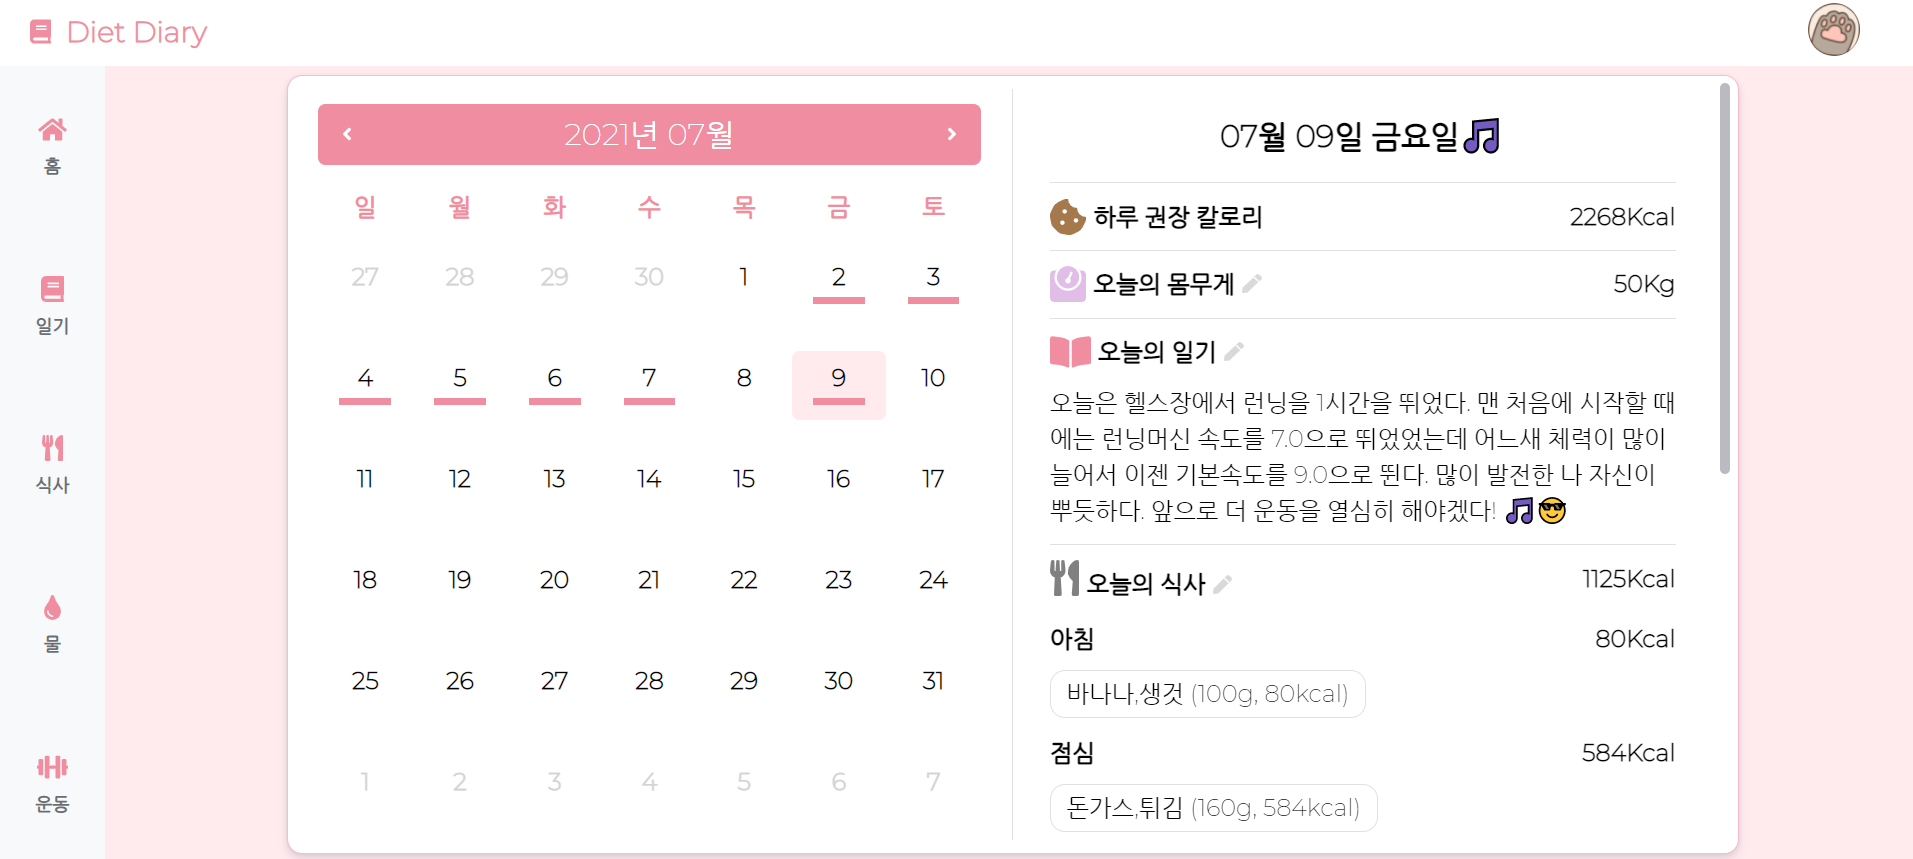 Diet Diary
홈
일기
식사
물
운동
2021년 07월
일 월 화 수 목 금 토
27 28 29 30 1 2 3
4 5 6 7 8 9 10
11 12 13 14 15 16 17
18 19 20 21 22 23 24
25 26 27 28 29 30 31
1 2 3 4 5 6 7
07월 09일 금요일🎵
하루 권장 칼로리 2268Kcal
오늘의 몸무게 50Kg
오늘의 일기
오늘은 헬스장에서 런닝을 1시간을 뛰었다. 맨 처음에 시작할 때
에는 런닝머신 속도를 7.0으로 뛰었었는데 어느새 체력이 많이
늘어서 이젠 기본속도를 9.0으로 뛴다. 많이 발전한 나 자신이
뿌듯하다. 앞으로 더 운동을 열심히 해야겠다! 🎵😎
오늘의 식사 1125Kcal
아침 80Kcal
바나나,생것 (100g, 80kcal)
점심 584Kcal
돈가스,튀김 (160g, 584kcal)